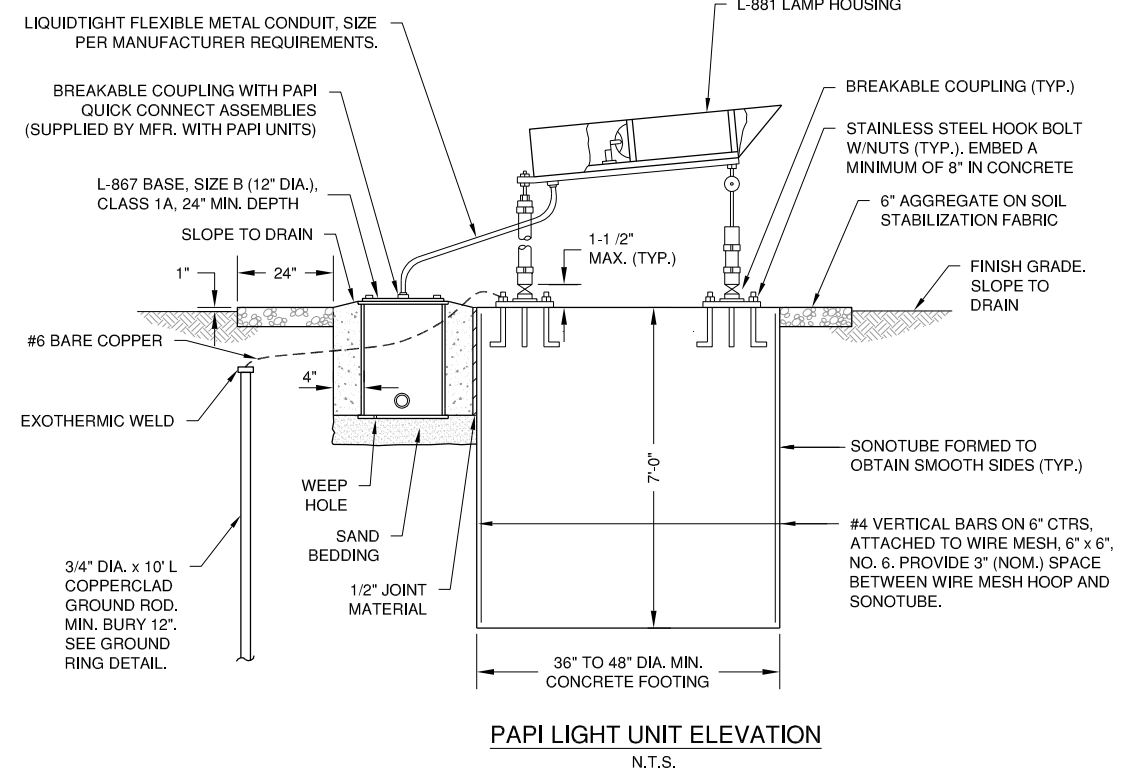 L-881 LAMP HOUSING
LIQUIDTIGHT FLEXIBLE METAL CONDUIT, SIZE
PER MANUFACTURER REQUIREMENTS.
BREAKABLE COUPLING WITH PAPI
QUICK CONNECT ASSEMBLIES
(SUPPLIED BY MFR. WITH PAPI UNITS)
L-867 BASE, SIZE B (12" DIA.),
CLASS 1A, 24" MIN. DEPTH
SLOPE TO DRAIN
1"
24"
#6 BARE COPPER
4"
EXOTHERMIC WELD
WEEP
HOLE
SAND
BEDDING
3/4" DIA. x 10' L
COPPERCLAD
GROUND ROD.
MIN. BURY 12".
SEE GROUND
RING DETAIL.
1/2" JOINT
MATERIAL
1-1 /2"
MAX. (TYP.)
7'-0"
36" TO 48" DIA. MIN.
CONCRETE FOOTING
BREAKABLE COUPLING (TYP.)
STAINLESS STEEL HOOK BOLT
W/NUTS (TYP.). EMBED A
MINIMUM OF 8" IN CONCRETE
6" AGGREGATE ON SOIL
STABILIZATION FABRIC
FINISH GRADE.
SLOPE TO
DRAIN
SONOTUBE FORMED TO
OBTAIN SMOOTH SIDES (TYP.)
#4 VERTICAL BARS ON 6" CTRS,
ATTACHED TO WIRE MESH, 6" x 6",
NO. 6. PROVIDE 3" (NOM.) SPACE
BETWEEN WIRE MESH HOOP AND
SONOTUBE.
PAPI LIGHT UNIT ELEVATION
N.T.S.